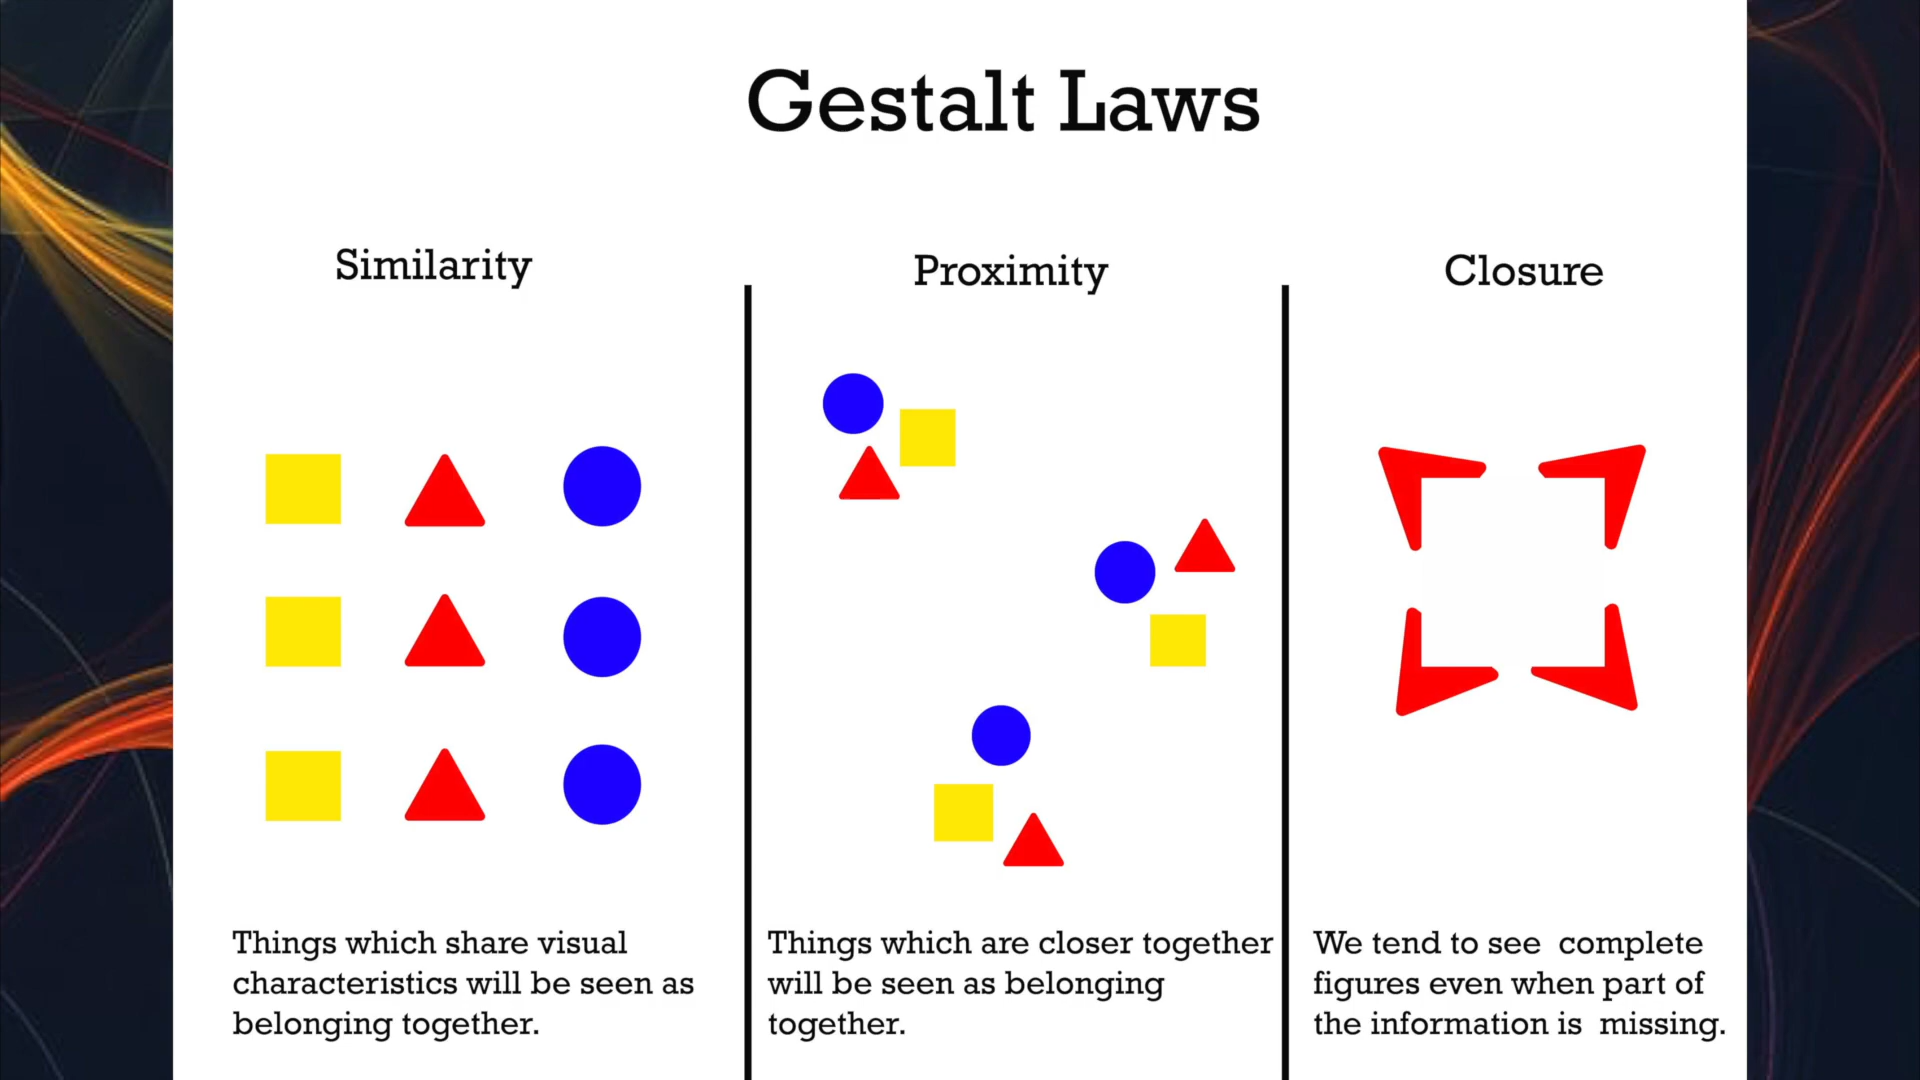 Gestalt Laws
Similarity
Things which share visual
characteristics will be seen as
belonging together.
Proximity
Things which are closer together
will be seen as belonging
together.
Closure
We tend to see complete
figures even when part of
the information is missing.